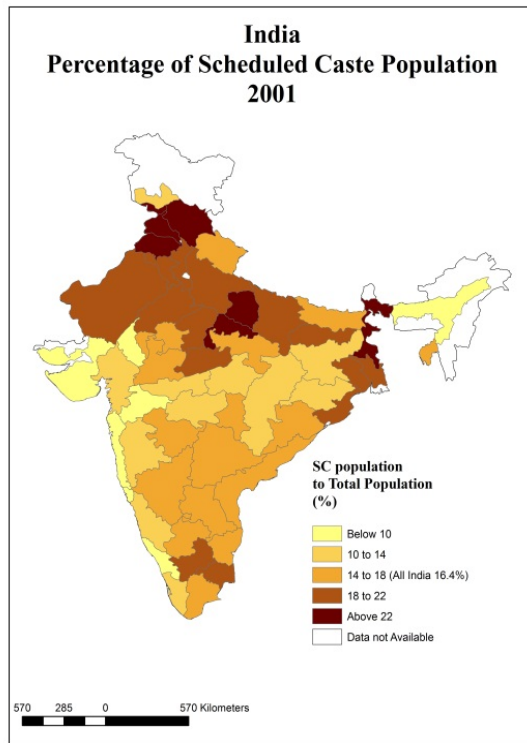 India
Percentage of Scheduled Caste Population
2001
SC population
to Total Population
(%)
Below 10
10 to 14
14 to 18 (All India 16.4%)
18 to 22
Above 22
Data not Available
570 285 0 570 Kilometers